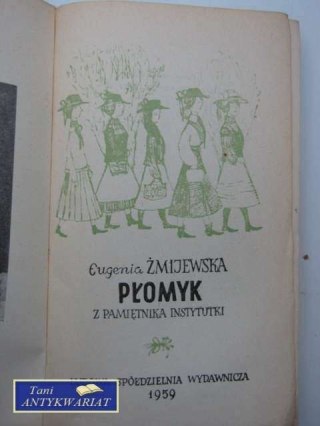 Eugenia ŻMIJEWSKA
PŁOMYK
Z PAMIĘTNIKA INSTYTUTKI
SPÓŁDZIELNIA WYDAWNICZA
1959
Tani
ANTYKWARIAT